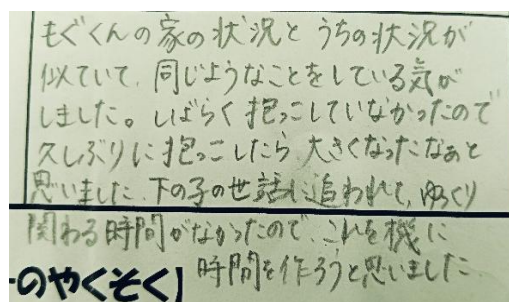 もぐくんの家の状況と うちの状況が
似ていて、同じようなことをしている気が
しました。しばらく抱っこしていなかったので
久しぶりに抱っこしたら 大きくなったなぁと
思いました。下の子の世話に追われて、ゆっくり
関わる時間がなかったので、これを機に
時間を作ろうと思いました
のやくそく】